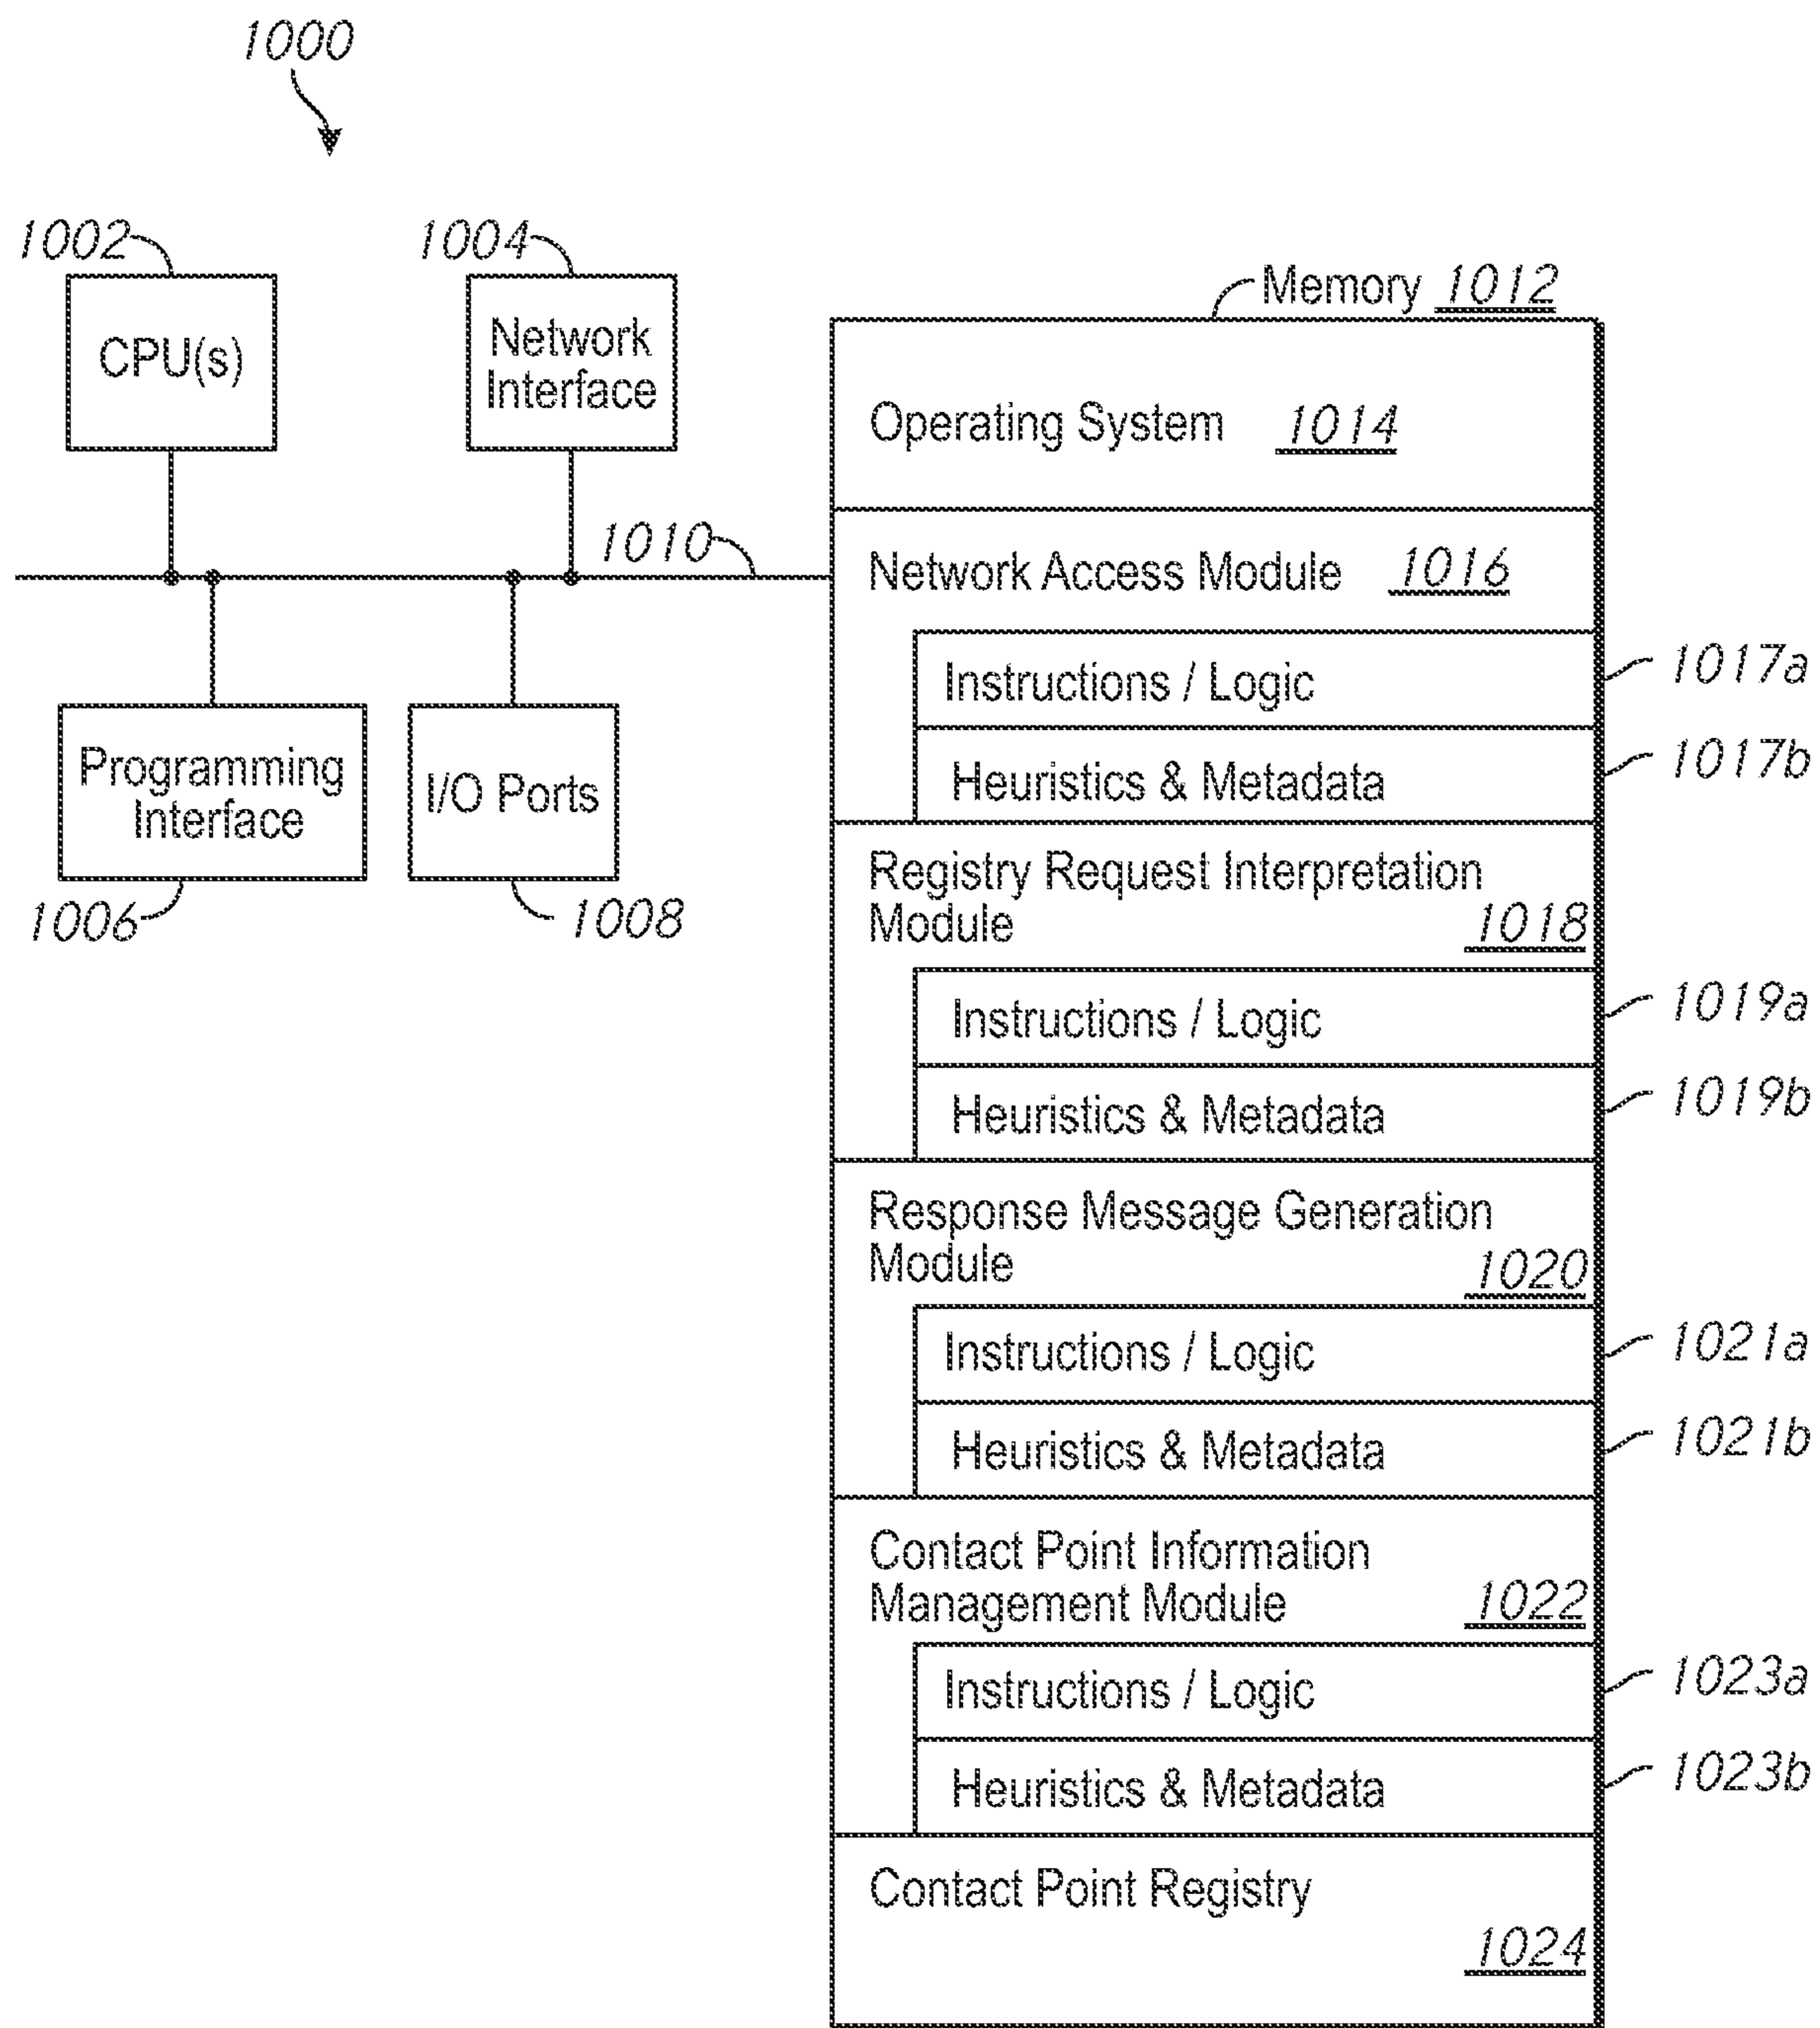 1000
1002
1004
CPU(s)
Network
Interface
1010
Programming
Interface
I/O Ports
1006
1008
Memory 1012
Operating System 1014
Network Access Module 1016
Instructions / Logic 1017a
Heuristics & Metadata 1017b
Registry Request Interpretation
Module 1018
Instructions / Logic 1019a
Heuristics & Metadata 1019b
Response Message Generation
Module 1020
Instructions / Logic 1021a
Heuristics & Metadata 1021b
Contact Point Information
Management Module 1022
Instructions / Logic 1023a
Heuristics & Metadata 1023b
Contact Point Registry
1024